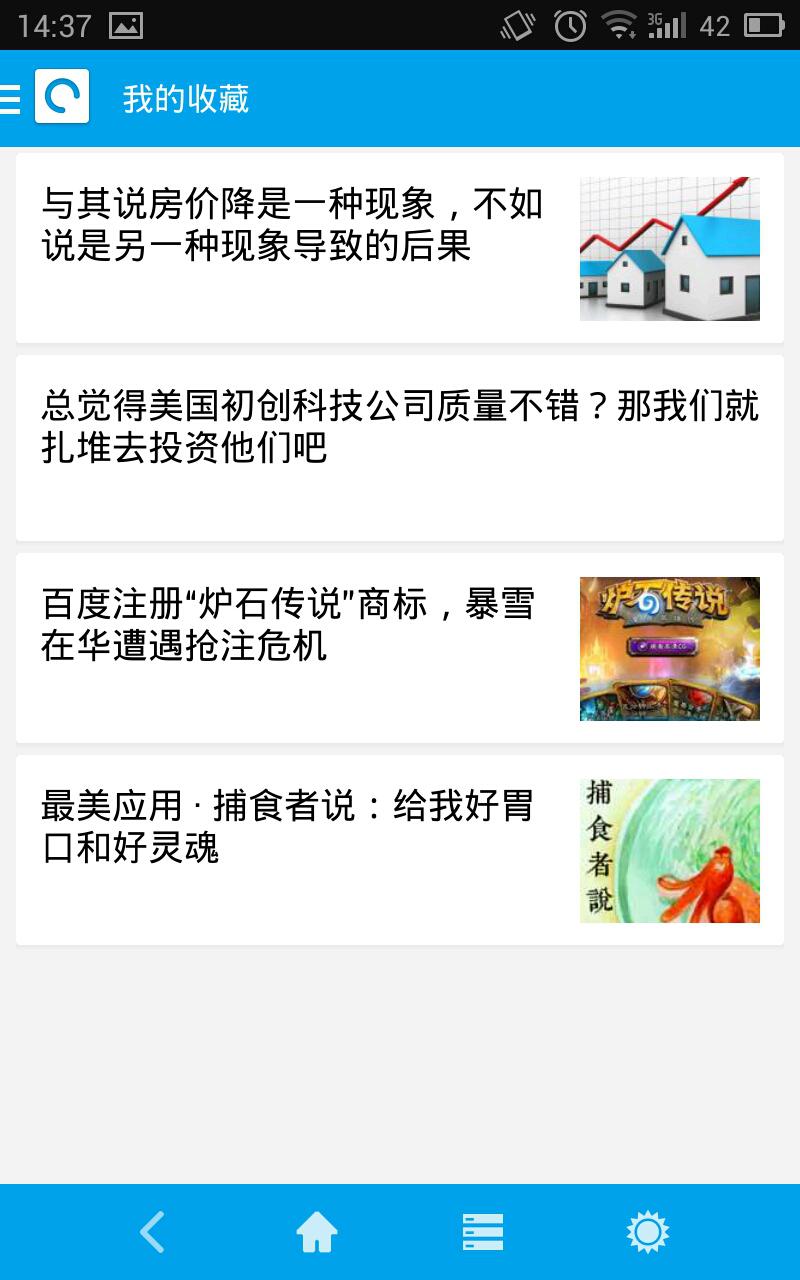 14:37
3G
42
我的收藏
与其说房价降是一种现象，不如
说是另一种现象导致的后果
总觉得美国初创科技公司质量不错？那我们就
扎堆去投资他们吧
百度注册“炉石传说”商标，暴雪
在华遭遇抢注危机
炉石传说
最美应用 · 捕食者说：给我好胃
口和好灵魂
捕
食
者
說